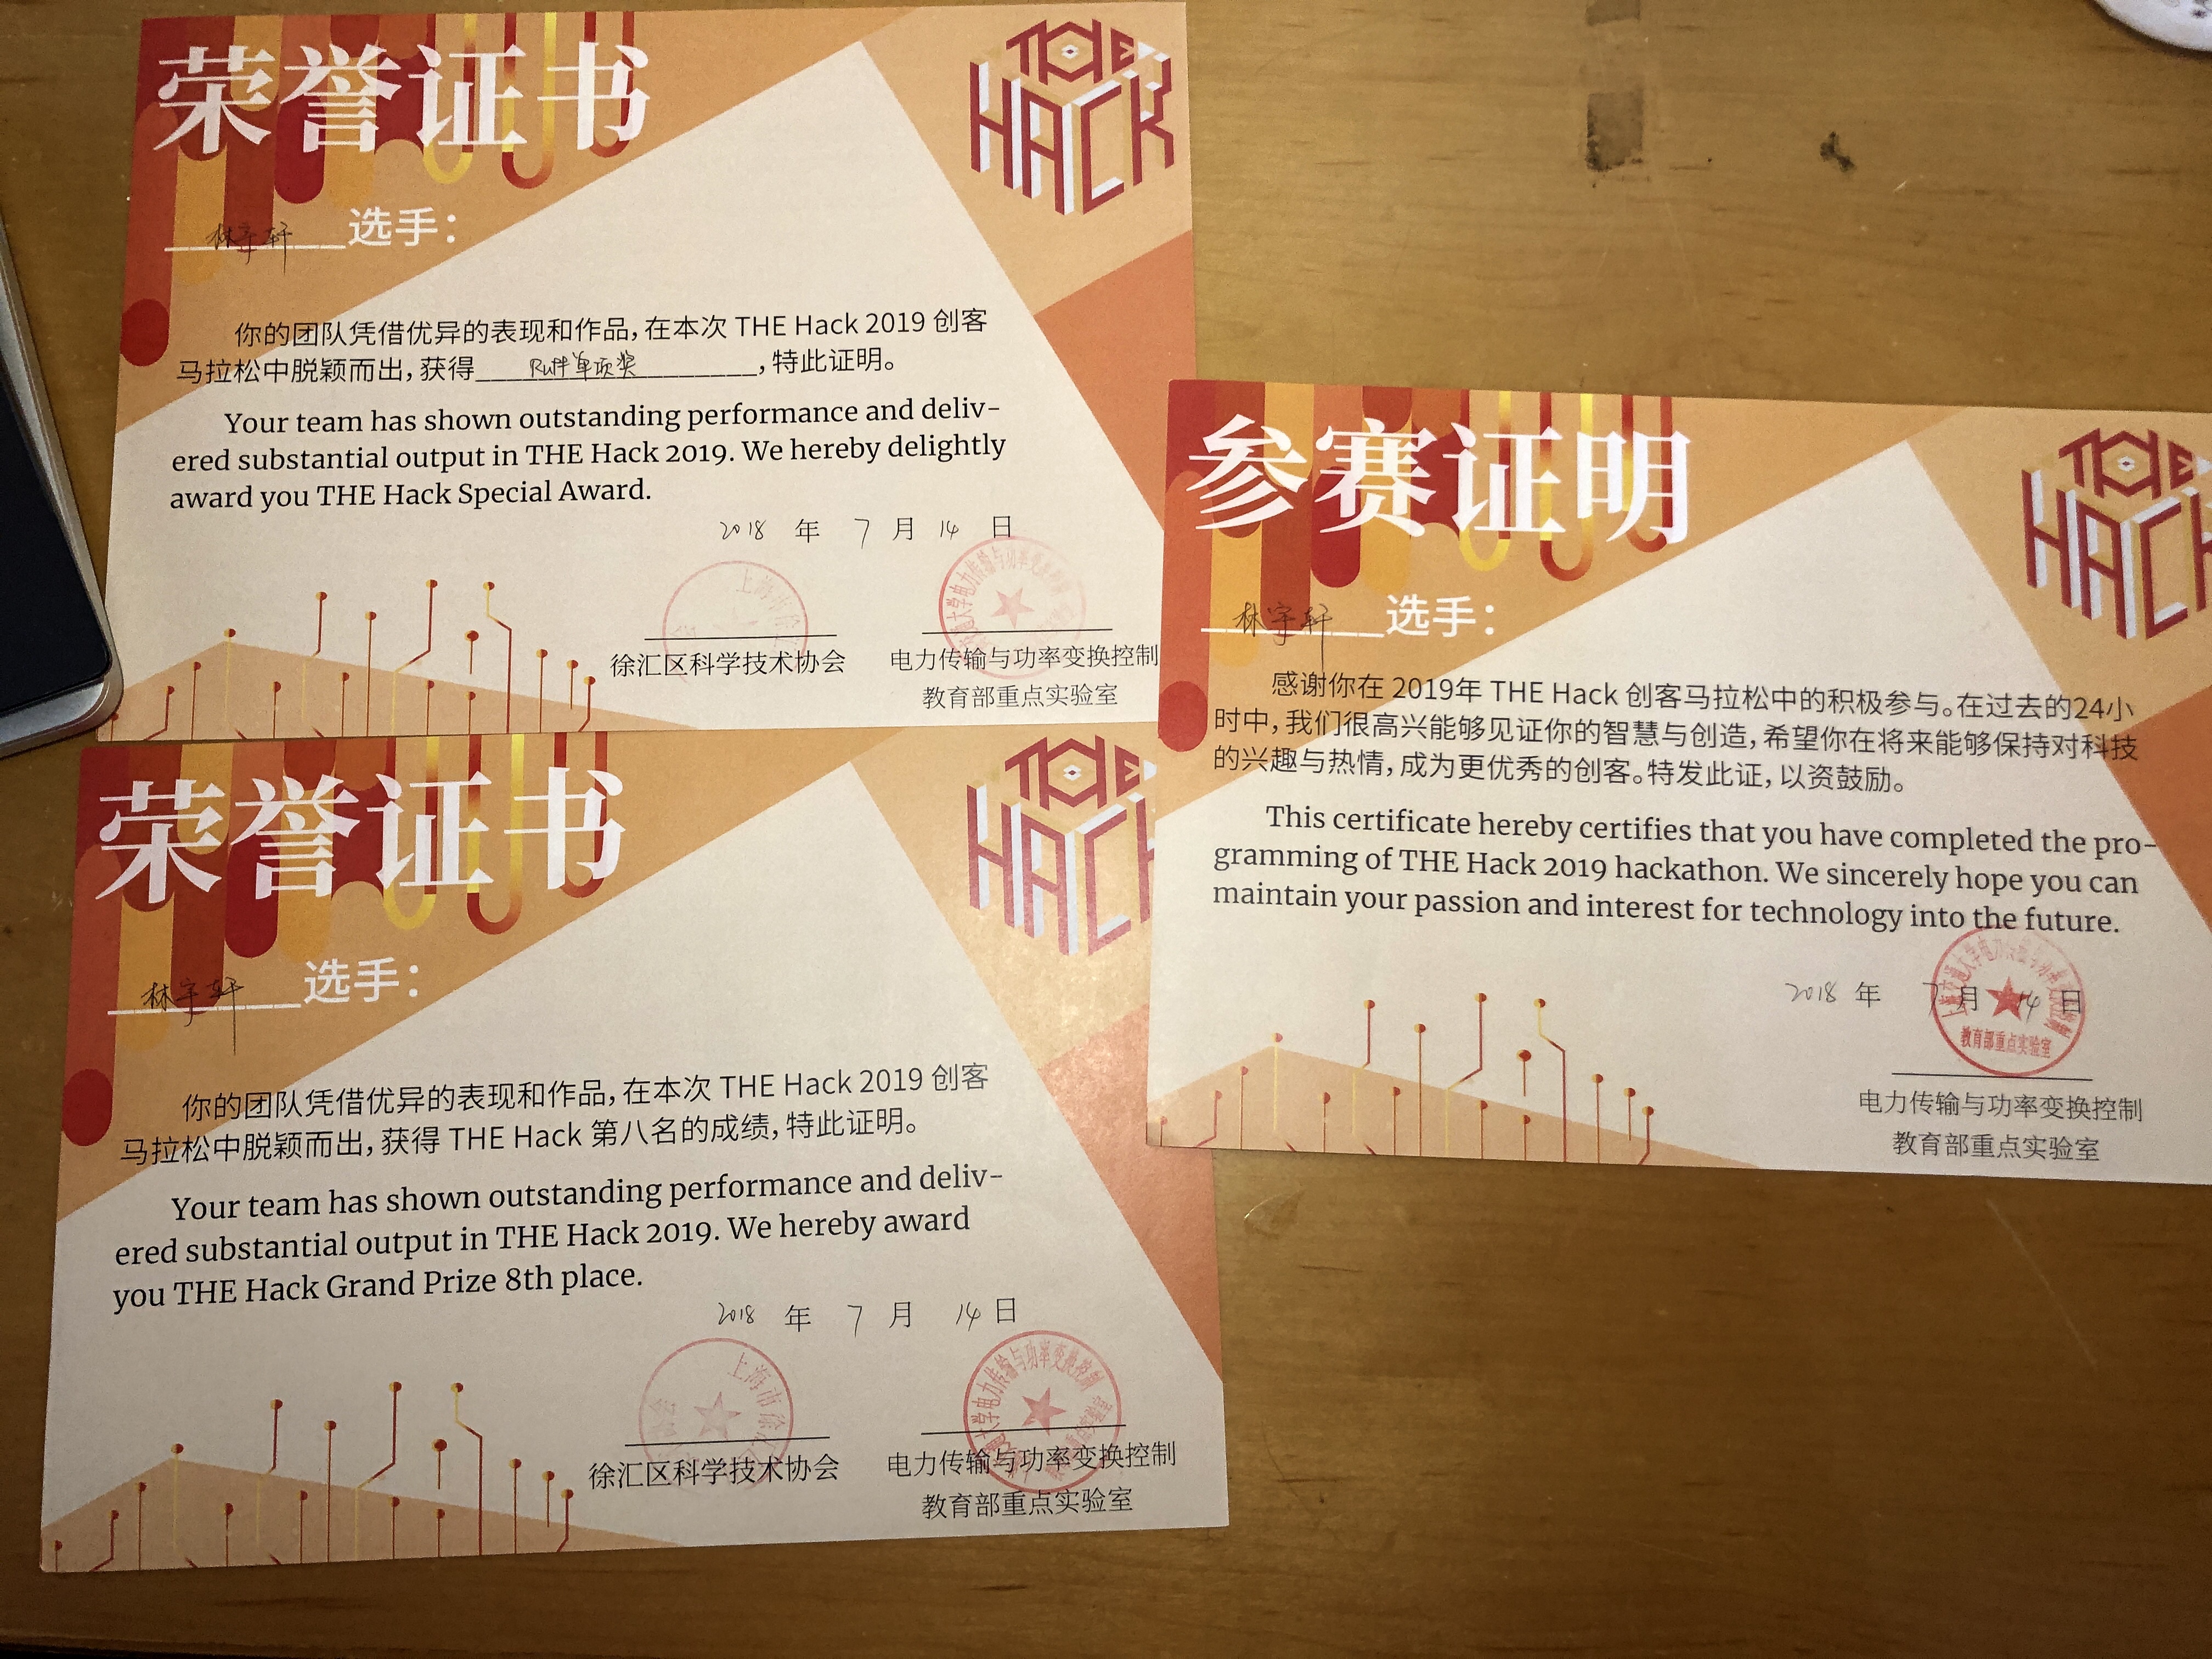 荣誉证书
THE
HACK
林宇轩 选手：
你的团队凭借优异的表现和作品，在本次 THE Hack 2019 创客
马拉松中脱颖而出，获得 Ruff单项奖 ，特此证明。
Your team has shown outstanding performance and deliv-
ered substantial output in THE Hack 2019. We hereby delightly
award you THE Hack Special Award.
2018 年 7 月 14 日
徐汇区科学技术协会
电力传输与功率变换控制
教育部重点实验室
荣誉证书
THE
HACK
林宇轩 选手：
你的团队凭借优异的表现和作品，在本次 THE Hack 2019 创客
马拉松中脱颖而出，获得 THE Hack 第八名的成绩，特此证明。
Your team has shown outstanding performance and deliv-
ered substantial output in THE Hack 2019. We hereby award
you THE Hack Grand Prize 8th place.
2018 年 7 月 14 日
徐汇区科学技术协会
电力传输与功率变换控制
教育部重点实验室
参赛证明
THE
HACK
林宇轩 选手：
感谢你在 2019年 THE Hack 创客马拉松中的积极参与。在过去的24小
时中，我们很高兴能够见证你的智慧与创造，希望你在将来能够保持对科技
的兴趣与热情，成为更优秀的创客。特发此证，以资鼓励。
This certificate hereby certifies that you have completed the pro-
gramming of THE Hack 2019 hackathon. We sincerely hope you can
maintain your passion and interest for technology into the future.
2018 年 7 月 14 日
教育部重点实验室
电力传输与功率变换控制
教育部重点实验室